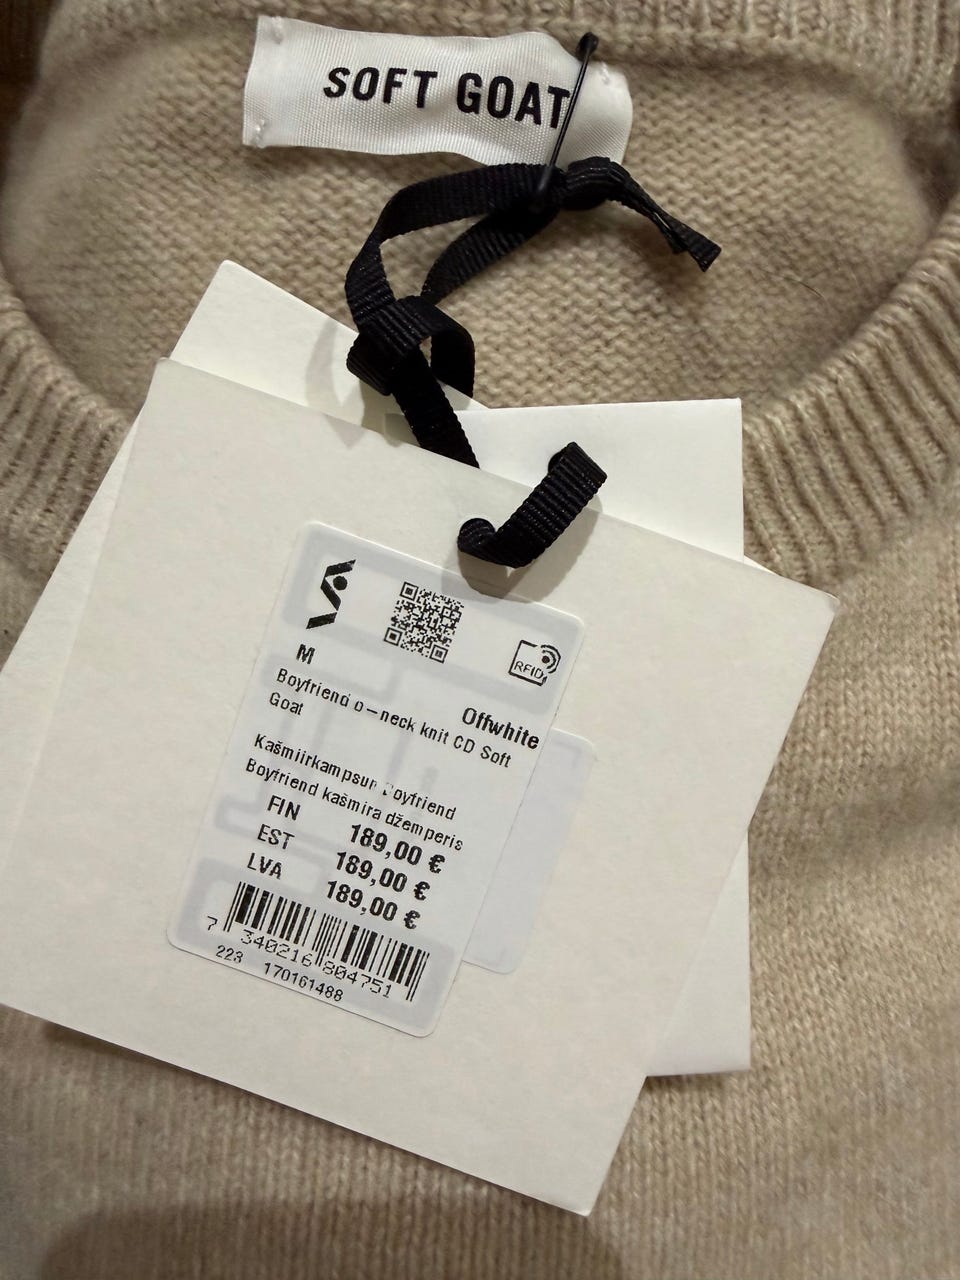 SOFT GOAT
RFID
M
Offwhite
Boyfriend o-neck knit CD Soft
Goat
Kašmiirkampsun Boyfriend
Boyfriend kašmira džemperis
FIN 189,00 €
EST 189,00 €
LVA 189,00 €
7 340216 804751
223 170161488